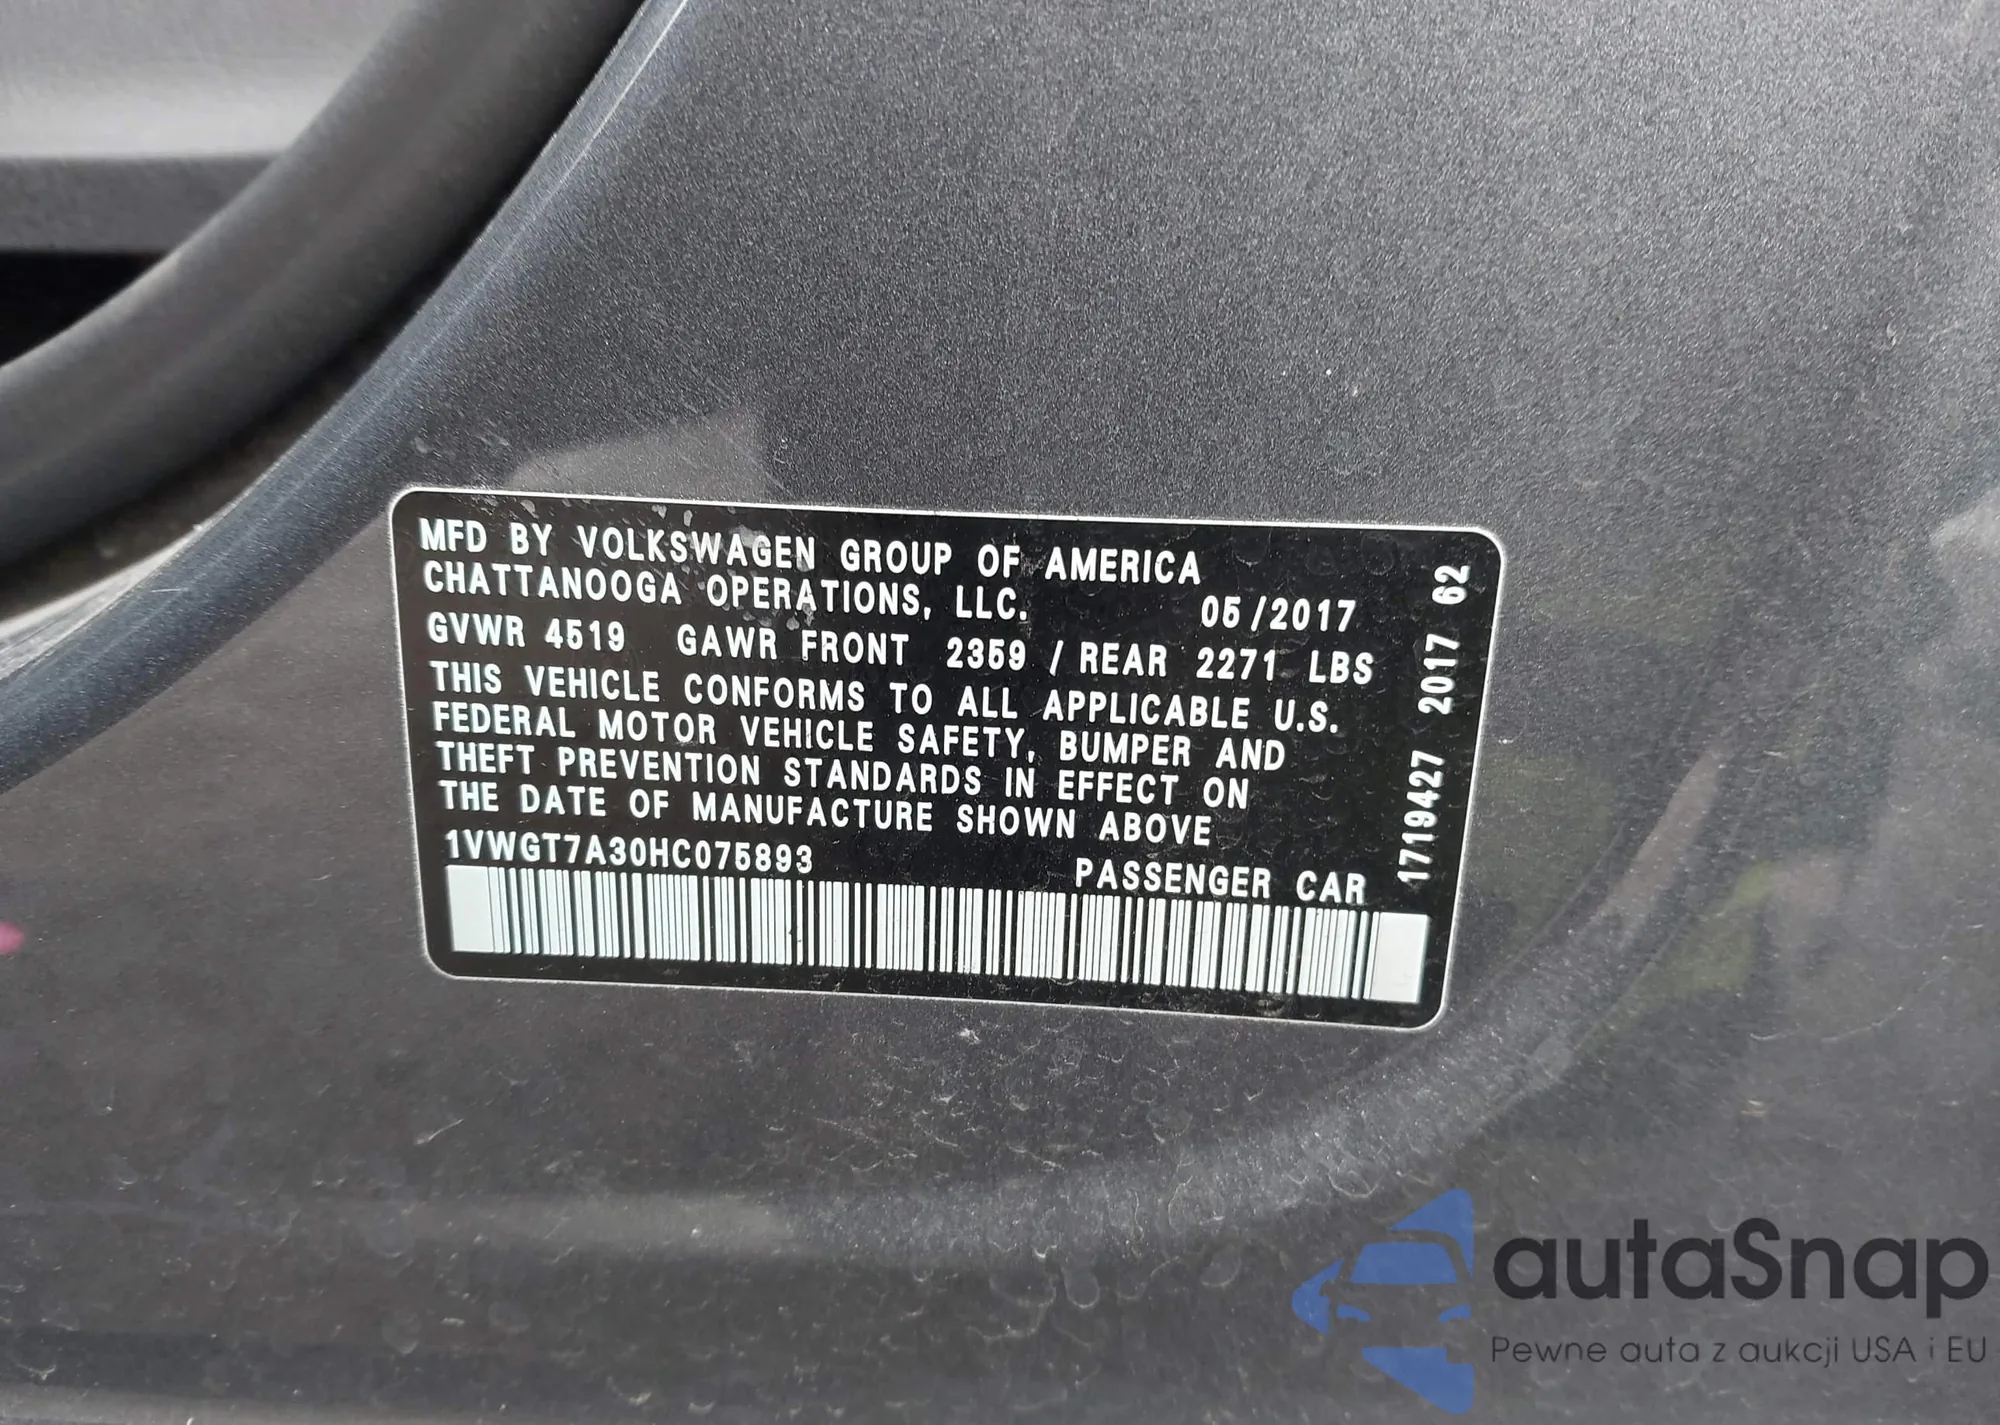 MFD BY VOLKSWAGEN GROUP OF AMERICA
CHATTANOOGA OPERATIONS, LLC. 05/2017
GVWR 4519 GAWR FRONT 2359 / REAR 2271 LBS
THIS VEHICLE CONFORMS TO ALL APPLICABLE U.S.
FEDERAL MOTOR VEHICLE SAFETY, BUMPER AND
THEFT PREVENTION STANDARDS IN EFFECT ON
THE DATE OF MANUFACTURE SHOWN ABOVE
1VWGT7A30HC075893 PASSENGER CAR
1719427 2017 62
autaSnap
Pewne auta z aukcji USA i EU